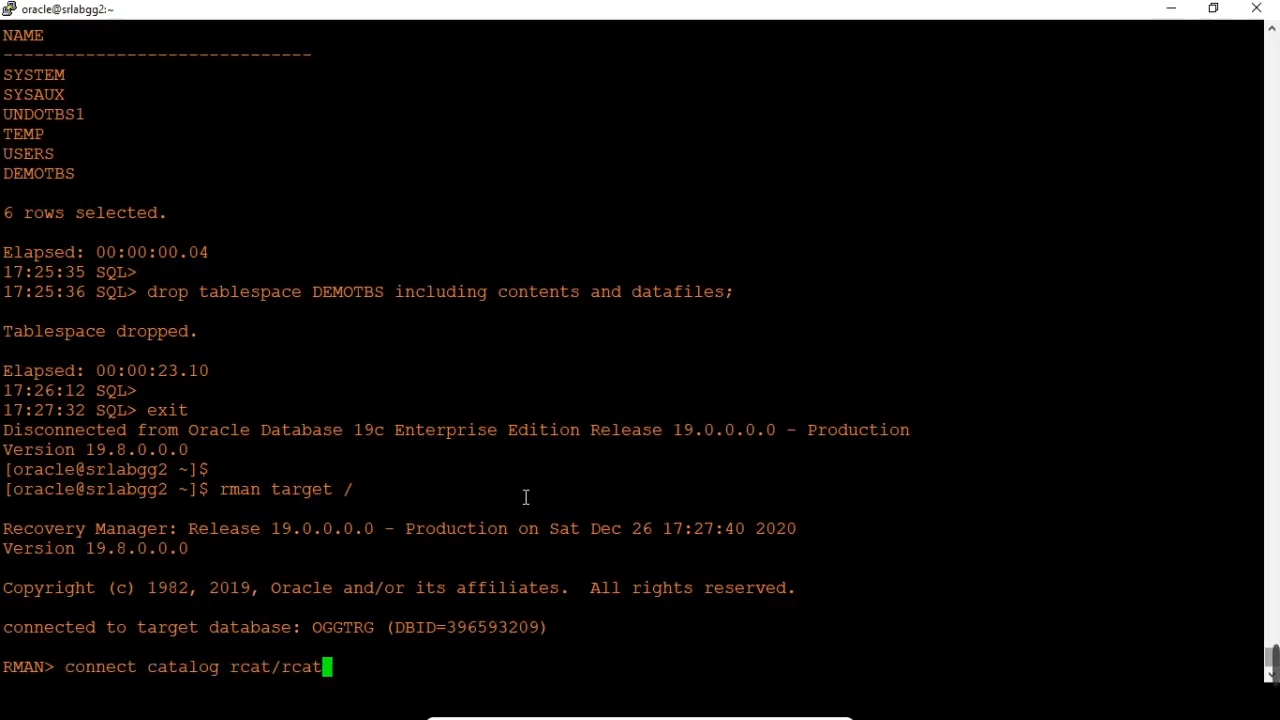 oracle@srlabgg2:~
NAME
------------------------------
SYSTEM
SYSAUX
UNDOTBS1
TEMP
USERS
DEMOTBS
6 rows selected.
Elapsed: 00:00:00.04
17:25:35 SQL>
17:25:36 SQL> drop tablespace DEMOTBS including contents and datafiles;
Tablespace dropped.
Elapsed: 00:00:23.10
17:26:12 SQL>
17:27:32 SQL> exit
Disconnected from Oracle Database 19c Enterprise Edition Release 19.0.0.0.0 - Production
Version 19.8.0.0.0
[oracle@srlabgg2 ~]$
[oracle@srlabgg2 ~]$ rman target /
Recovery Manager: Release 19.0.0.0.0 - Production on Sat Dec 26 17:27:40 2020
Version 19.8.0.0.0
Copyright (c) 1982, 2019, Oracle and/or its affiliates.  All rights reserved.
connected to target database: OGGTRG (DBID=396593209)
RMAN> connect catalog rcat/rcat